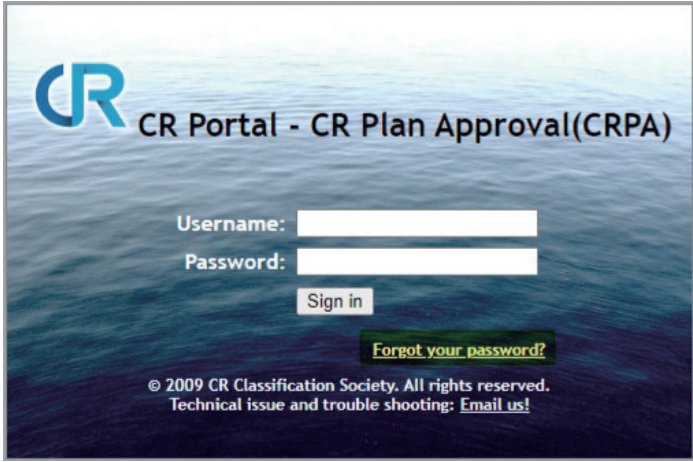 CR CR Portal - CR Plan Approval(CRPA)
Username:
Password:
Sign in
Forgot your password?
© 2009 CR Classification Society. All rights reserved.
Technical issue and trouble shooting: Email us!